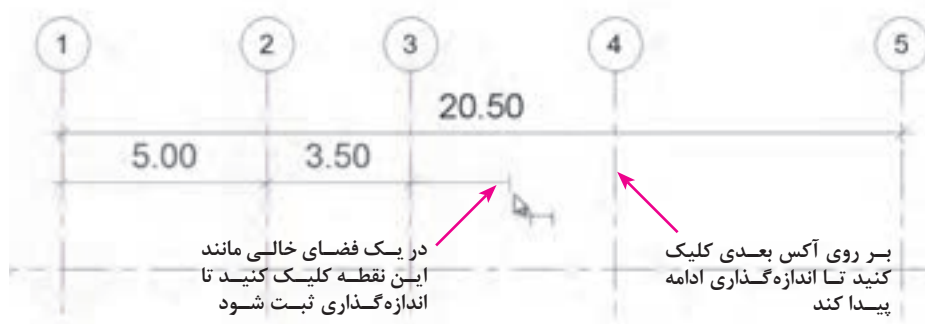 1 2 3 4 5
20.50
5.00 3.50
در یک فضای خالی مانند
این نقطه کلیک کنید تا
اندازه‌گذاری ثبت شود
بر روی آکس بعدی کلیک
کنید تا اندازه‌گذاری ادامه
پیدا کند